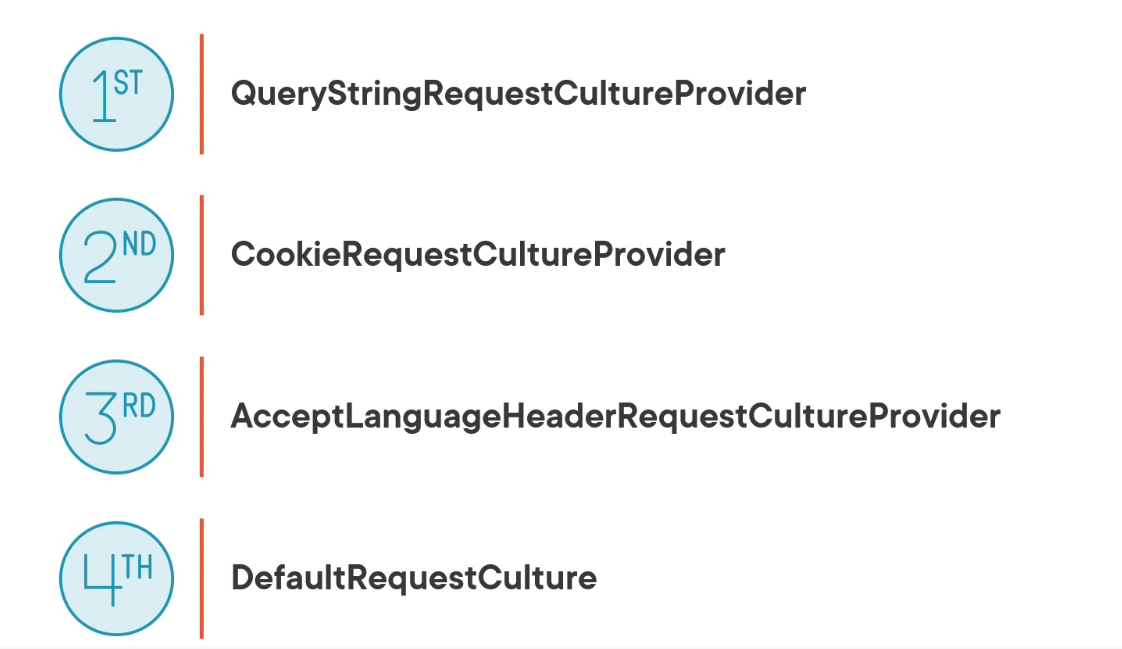 1ST
QueryStringRequestCultureProvider
2ND
CookieRequestCultureProvider
3RD
AcceptLanguageHeaderRequestCultureProvider
4TH
DefaultRequestCulture